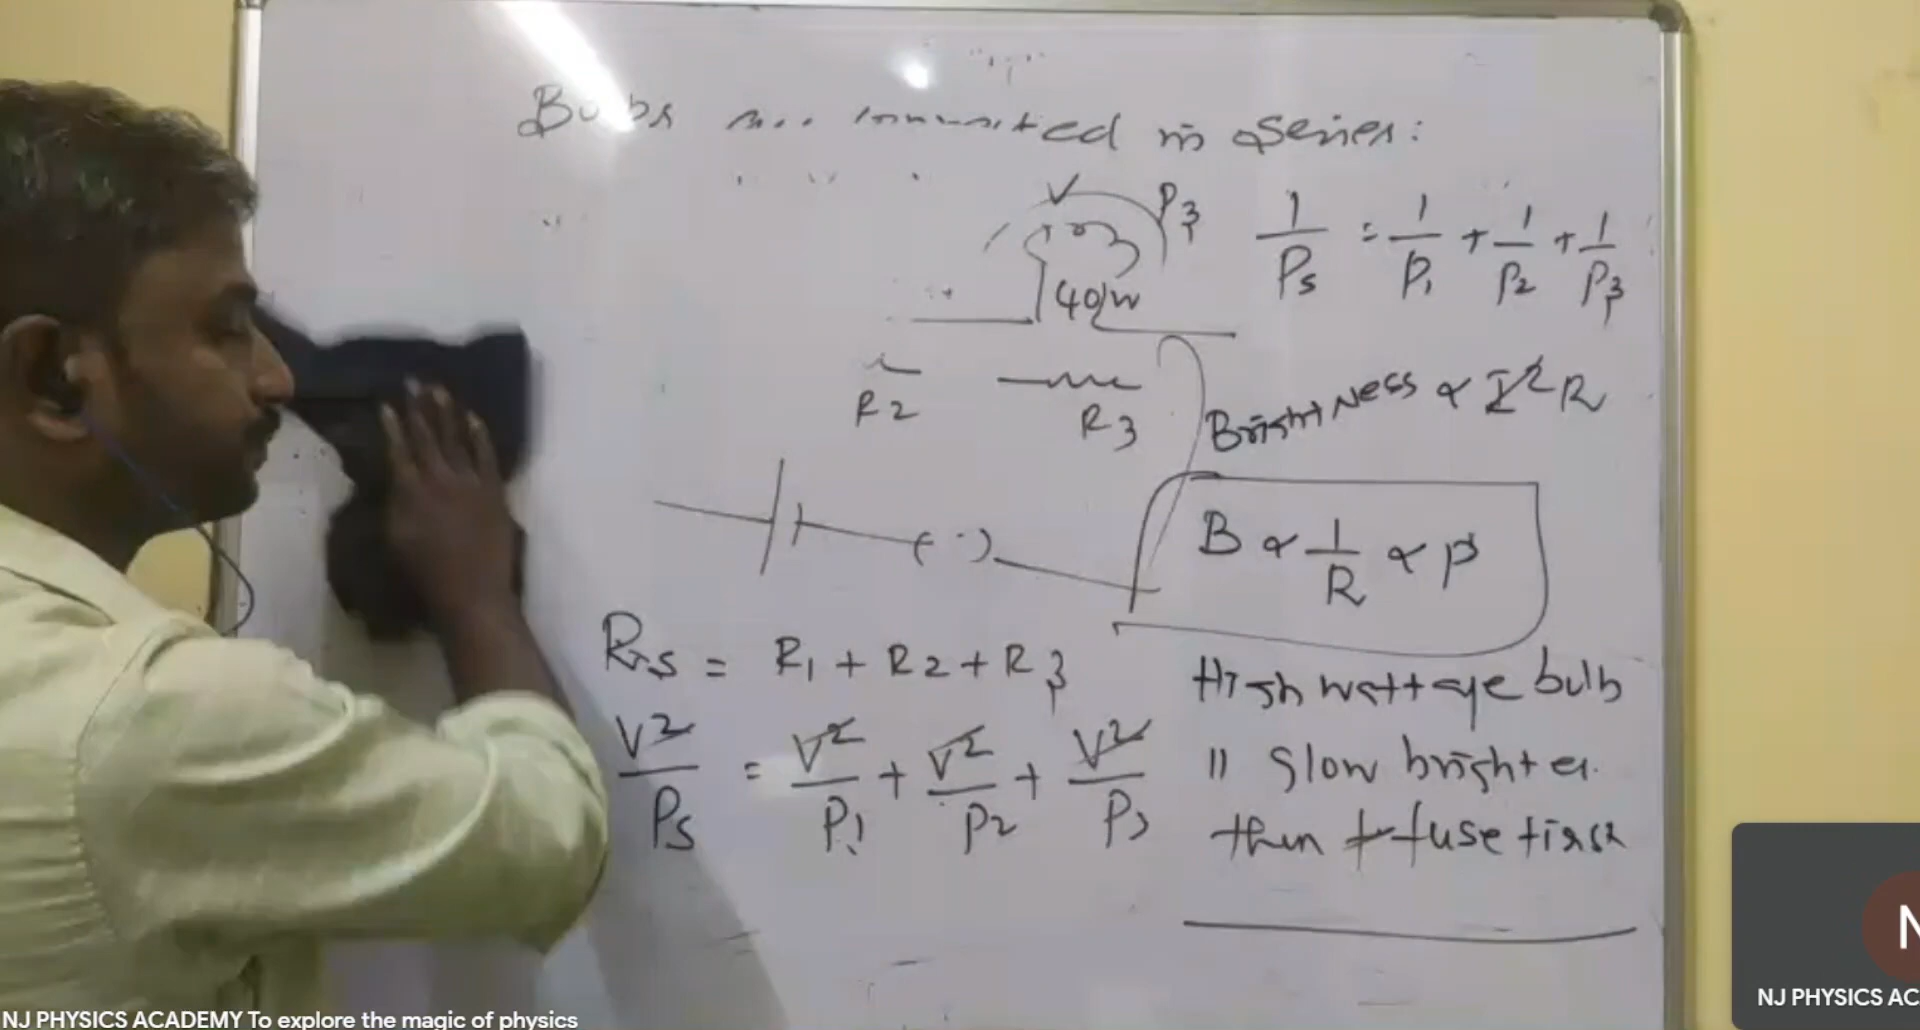 Bulbs are connected in series:
V P3
40W
1/Ps = 1/P1 + 1/P2 + 1/P3
R2 R3
Brightness ∝ I²R
( · )
B ∝ 1/R ∝ P
Rs = R1 + R2 + R3
V²/Ps = V²/P1 + V²/P2 + V²/P3
High wattage bulb
" glow brighter
then fuse first
N
NJ PHYSICS AC
NJ PHYSICS ACADEMY To explore the magic of physics